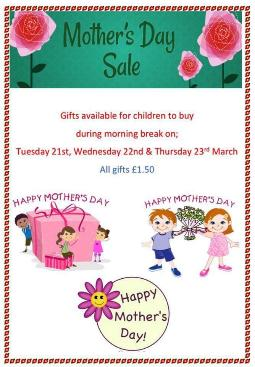 Mother's Day
Sale
Gifts available for children to buy
during morning break on;
Tuesday 21st, Wednesday 22nd & Thursday 23rd March
All gifts £1.50
HAPPY MOTHER'S DAY
HAPPY MOTHER'S DAY
Happy
Mother's
Day!